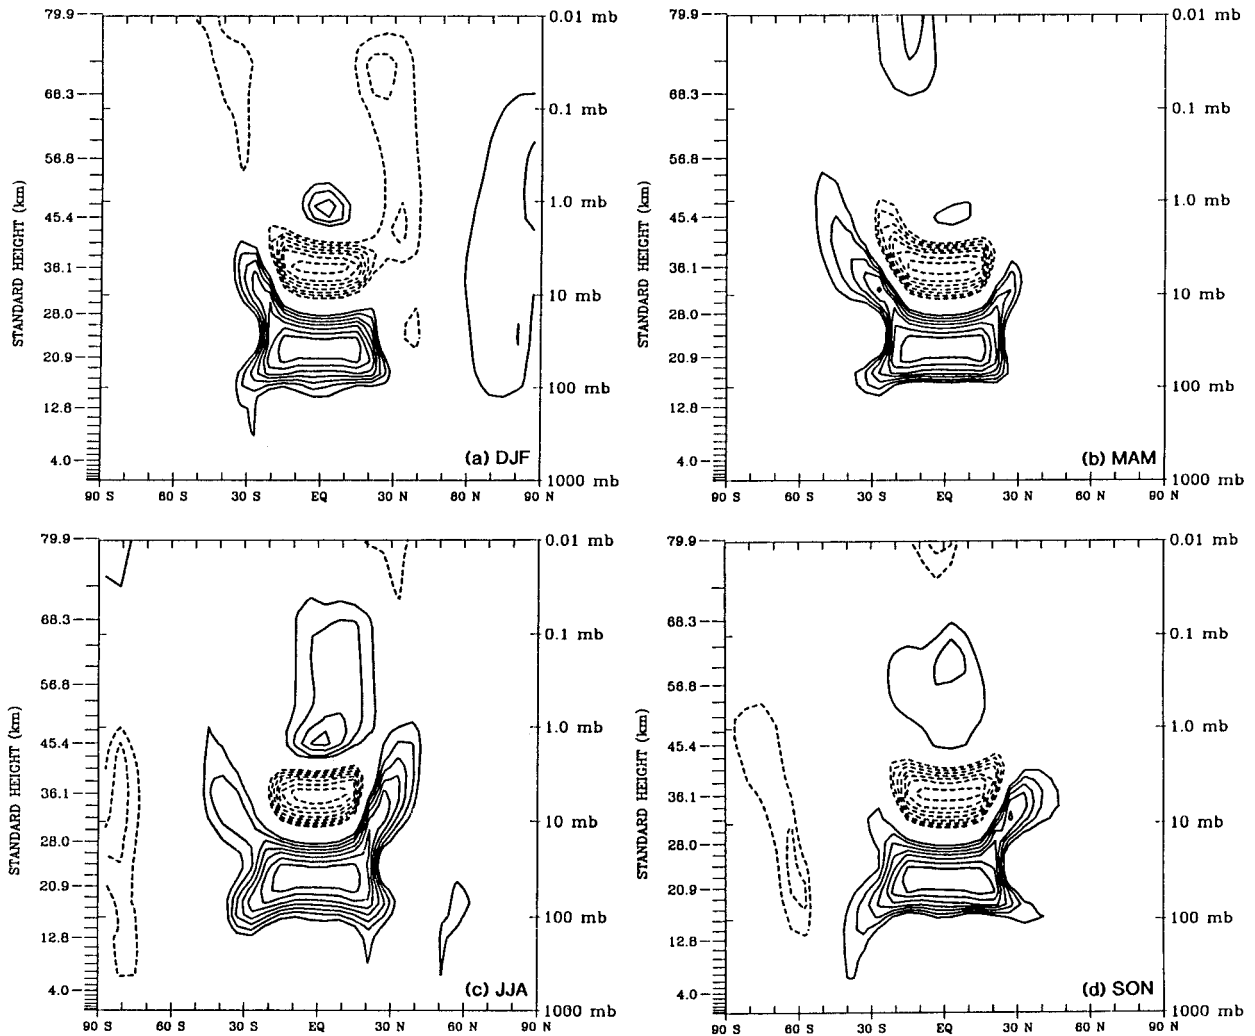 79.9
68.3
56.8
45.4
36.1
28.0
20.9
12.8
4.0
STANDARD HEIGHT (km)
0.01 mb
0.1 mb
1.0 mb
10 mb
100 mb
1000 mb
(a) DJF
90 S 60 S 30 S EQ 30 N 60 N 90 N
79.9
68.3
56.8
45.4
36.1
28.0
20.9
12.8
4.0
STANDARD HEIGHT (km)
0.01 mb
0.1 mb
1.0 mb
10 mb
100 mb
1000 mb
(b) MAM
90 S 60 S 30 S EQ 30 N 60 N 90 N
79.9
68.3
56.8
45.4
36.1
28.0
20.9
12.8
4.0
STANDARD HEIGHT (km)
0.01 mb
0.1 mb
1.0 mb
10 mb
100 mb
1000 mb
(c) JJA
90 S 60 S 30 S EQ 30 N 60 N 90 N
79.9
68.3
56.8
45.4
36.1
28.0
20.9
12.8
4.0
STANDARD HEIGHT (km)
0.01 mb
0.1 mb
1.0 mb
10 mb
100 mb
1000 mb
(d) SON
90 S 60 S 30 S EQ 30 N 60 N 90 N